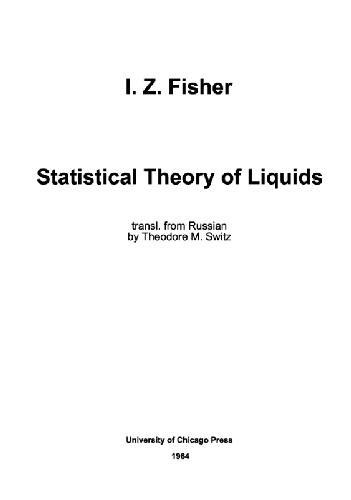 I. Z. Fisher
Statistical Theory of Liquids
transl. from Russian
by Theodore M. Switz
University of Chicago Press
1964